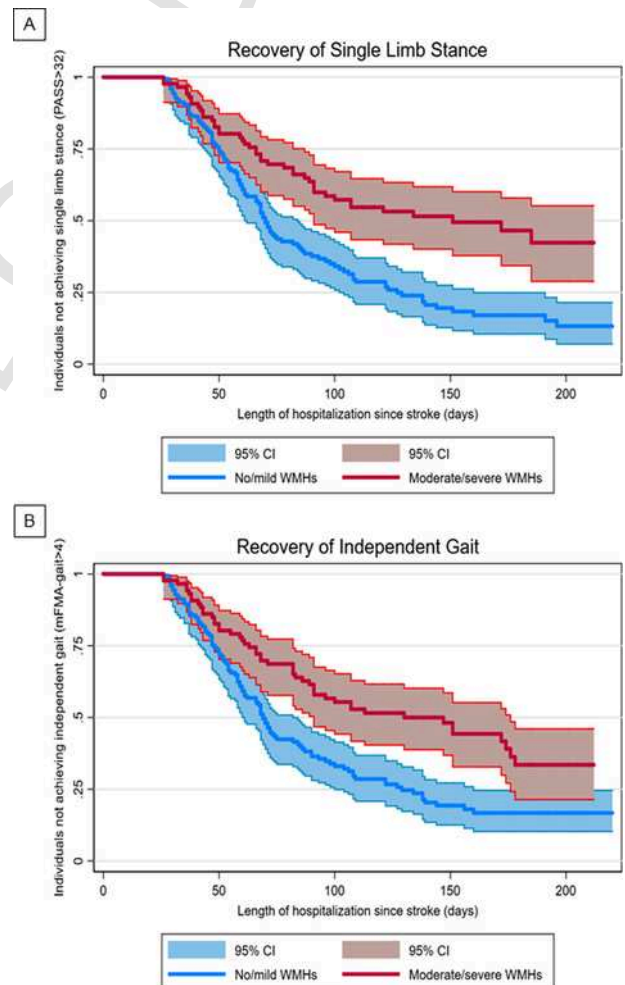 A
Recovery of Single Limb Stance
Individuals not achieving single limb stance (PASS>32)
1
.75
.5
.25
0
0 50 100 150 200
Length of hospitalization since stroke (days)
95% CI 95% CI
No/mild WMHs Moderate/severe WMHs
B
Recovery of Independent Gait
Individuals not achieving independent gait (mFMA-gait>4)
1
.75
.5
.25
0
0 50 100 150 200
Length of hospitalization since stroke (days)
95% CI 95% CI
No/mild WMHs Moderate/severe WMHs